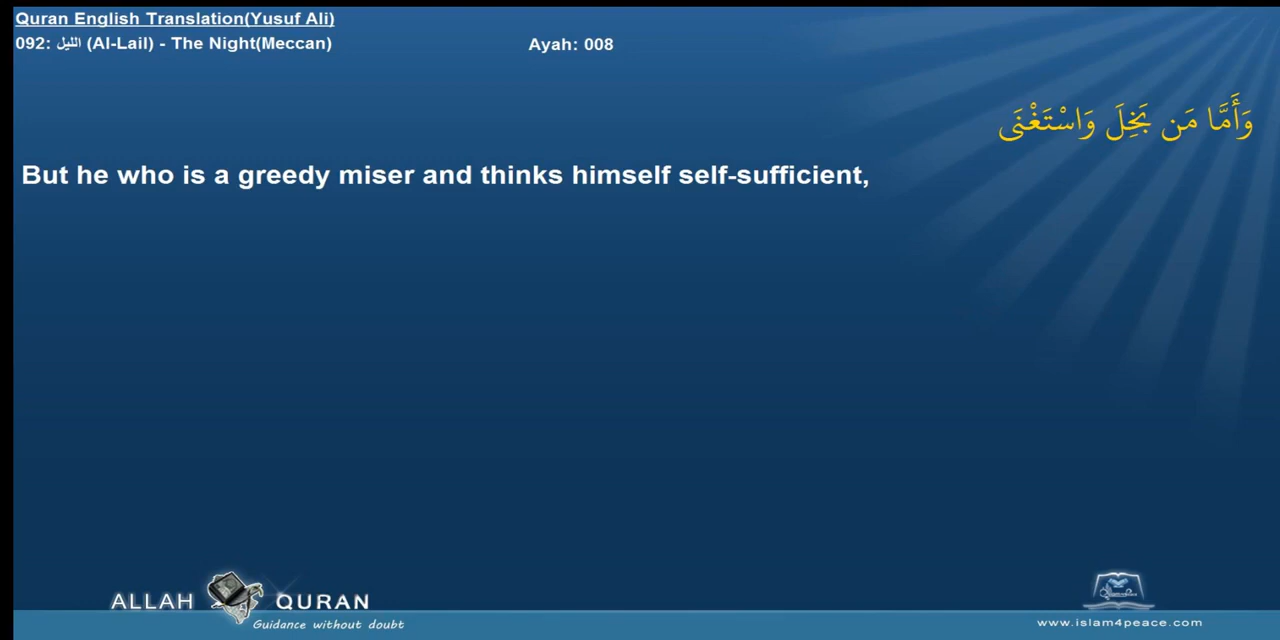 Quran English Translation(Yusuf Ali)
092: الليل (Al-Lail) - The Night(Meccan)
Ayah: 008
وَأَمَّا مَن بَخِلَ وَاسْتَغْنَى
But he who is a greedy miser and thinks himself self-sufficient,
ALLAH QURAN
Guidance without doubt
www.islam4peace.com